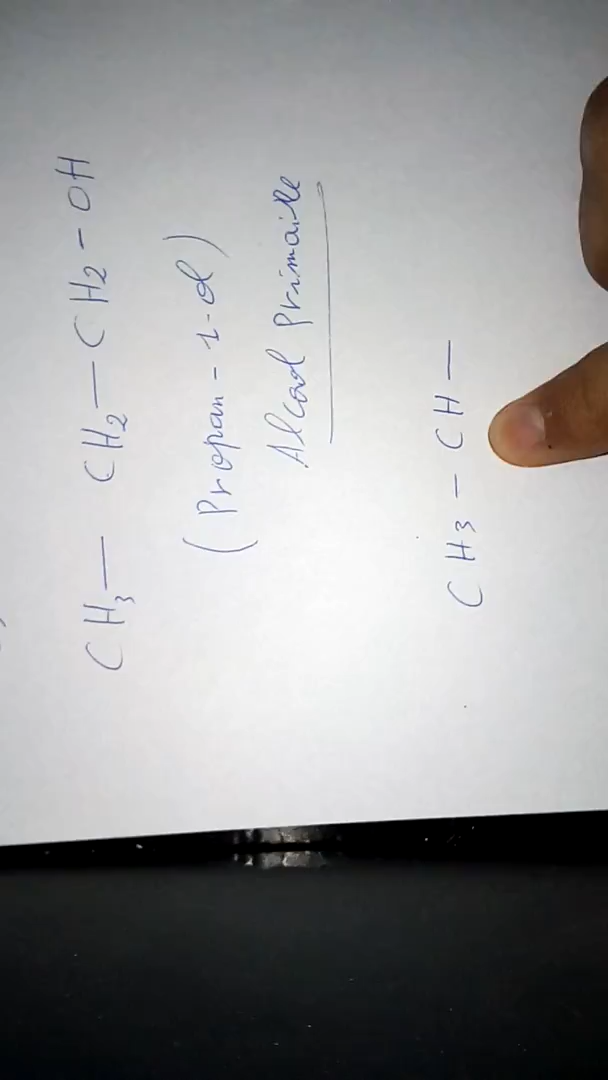 CH3 — CH2 — CH2 — OH
(Propan - 1-ol)
Alcool Primaire
CH3 — CH —